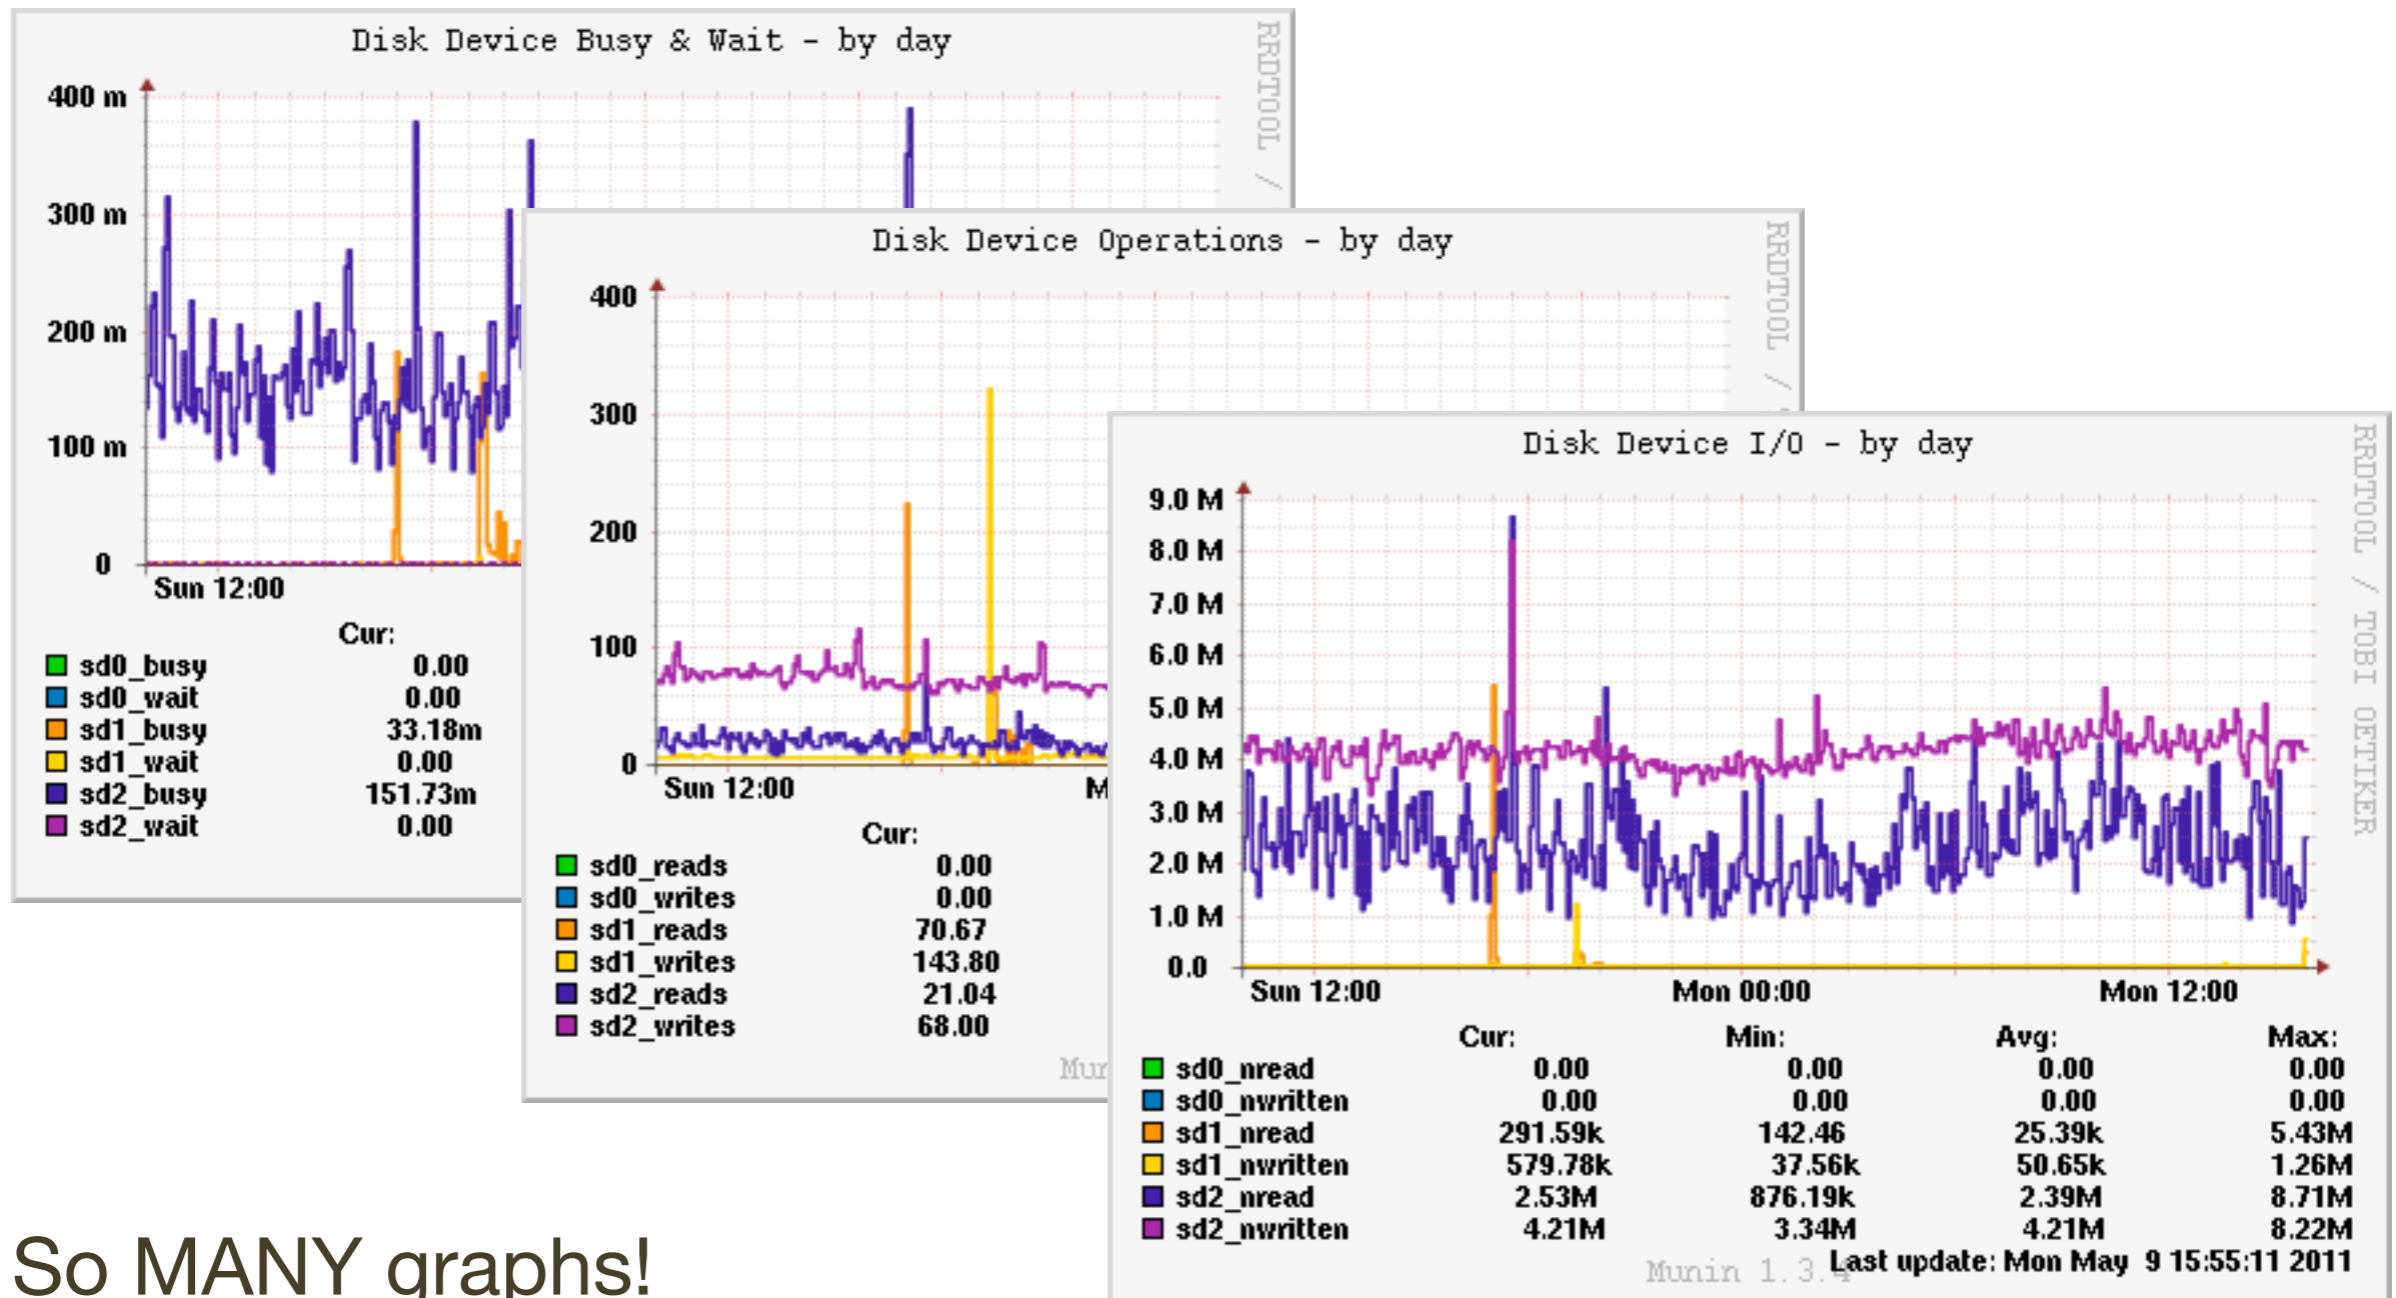 Disk Device Busy & Wait - by day
RRDTOOL /
400 m
300 m
200 m
100 m
0
Sun 12:00
Cur:
sd0_busy 0.00
sd0_wait 0.00
sd1_busy 33.18m
sd1_wait 0.00
sd2_busy 151.73m
sd2_wait 0.00
Disk Device Operations - by day
RRDTOOL /
400
300
200
100
0
Sun 12:00 M
Cur:
sd0_reads 0.00
sd0_writes 0.00
sd1_reads 70.67
sd1_writes 143.80
sd2_reads 21.04
sd2_writes 68.00
Mun
Disk Device I/O - by day
RRDTOOL / TOBI OETIKER
9.0 M
8.0 M
7.0 M
6.0 M
5.0 M
4.0 M
3.0 M
2.0 M
1.0 M
0.0
Sun 12:00 Mon 00:00 Mon 12:00
Cur: Min: Avg: Max:
sd0_nread 0.00 0.00 0.00 0.00
sd0_nwritten 0.00 0.00 0.00 0.00
sd1_nread 291.59k 142.46 25.39k 5.43M
sd1_nwritten 579.78k 37.56k 50.65k 1.26M
sd2_nread 2.53M 876.19k 2.39M 8.71M
sd2_nwritten 4.21M 3.34M 4.21M 8.22M
Last update: Mon May 9 15:55:11 2011
Munin 1.3.4
So MANY graphs!